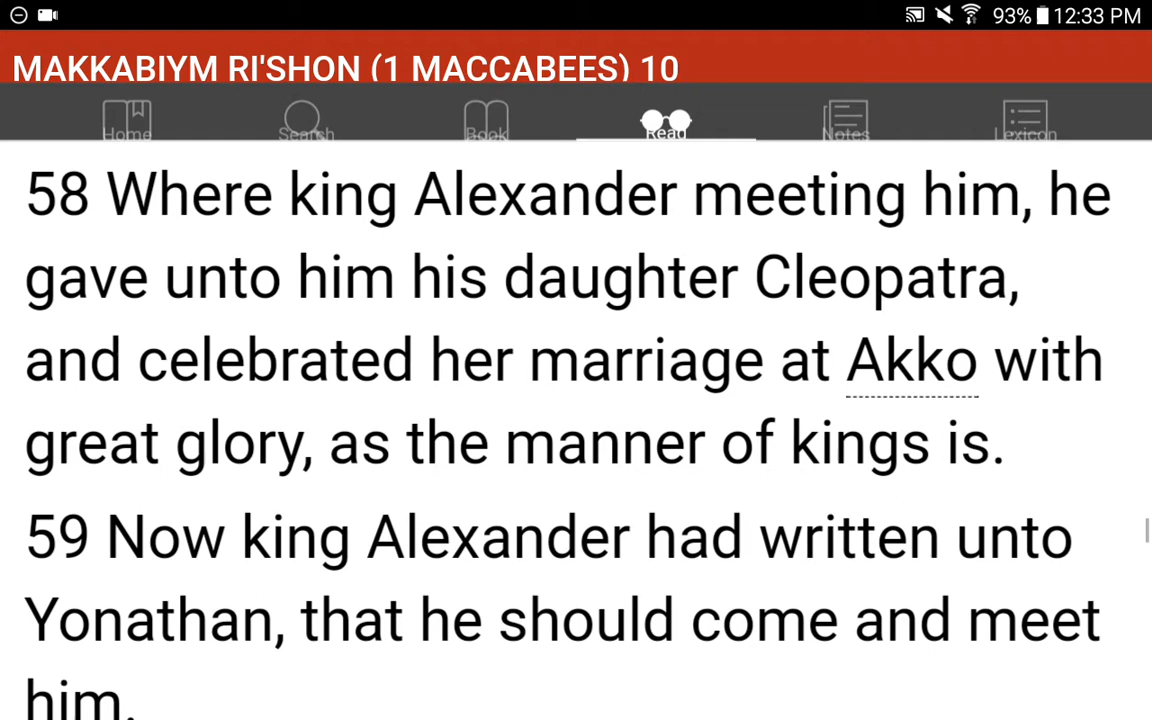 93% 12:33 PM
MAKKABIYM RI'SHON (1 MACCABEES) 10
Home Search Book Read Notes Lexicon
58 Where king Alexander meeting him, he
gave unto him his daughter Cleopatra,
and celebrated her marriage at Akko with
great glory, as the manner of kings is.
59 Now king Alexander had written unto
Yonathan, that he should come and meet
him.